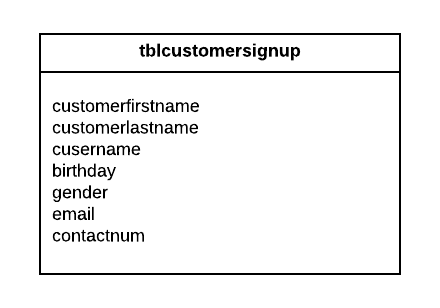 tblcustomersignup
customerfirstname
customerlastname
cusername
birthday
gender
email
contactnum